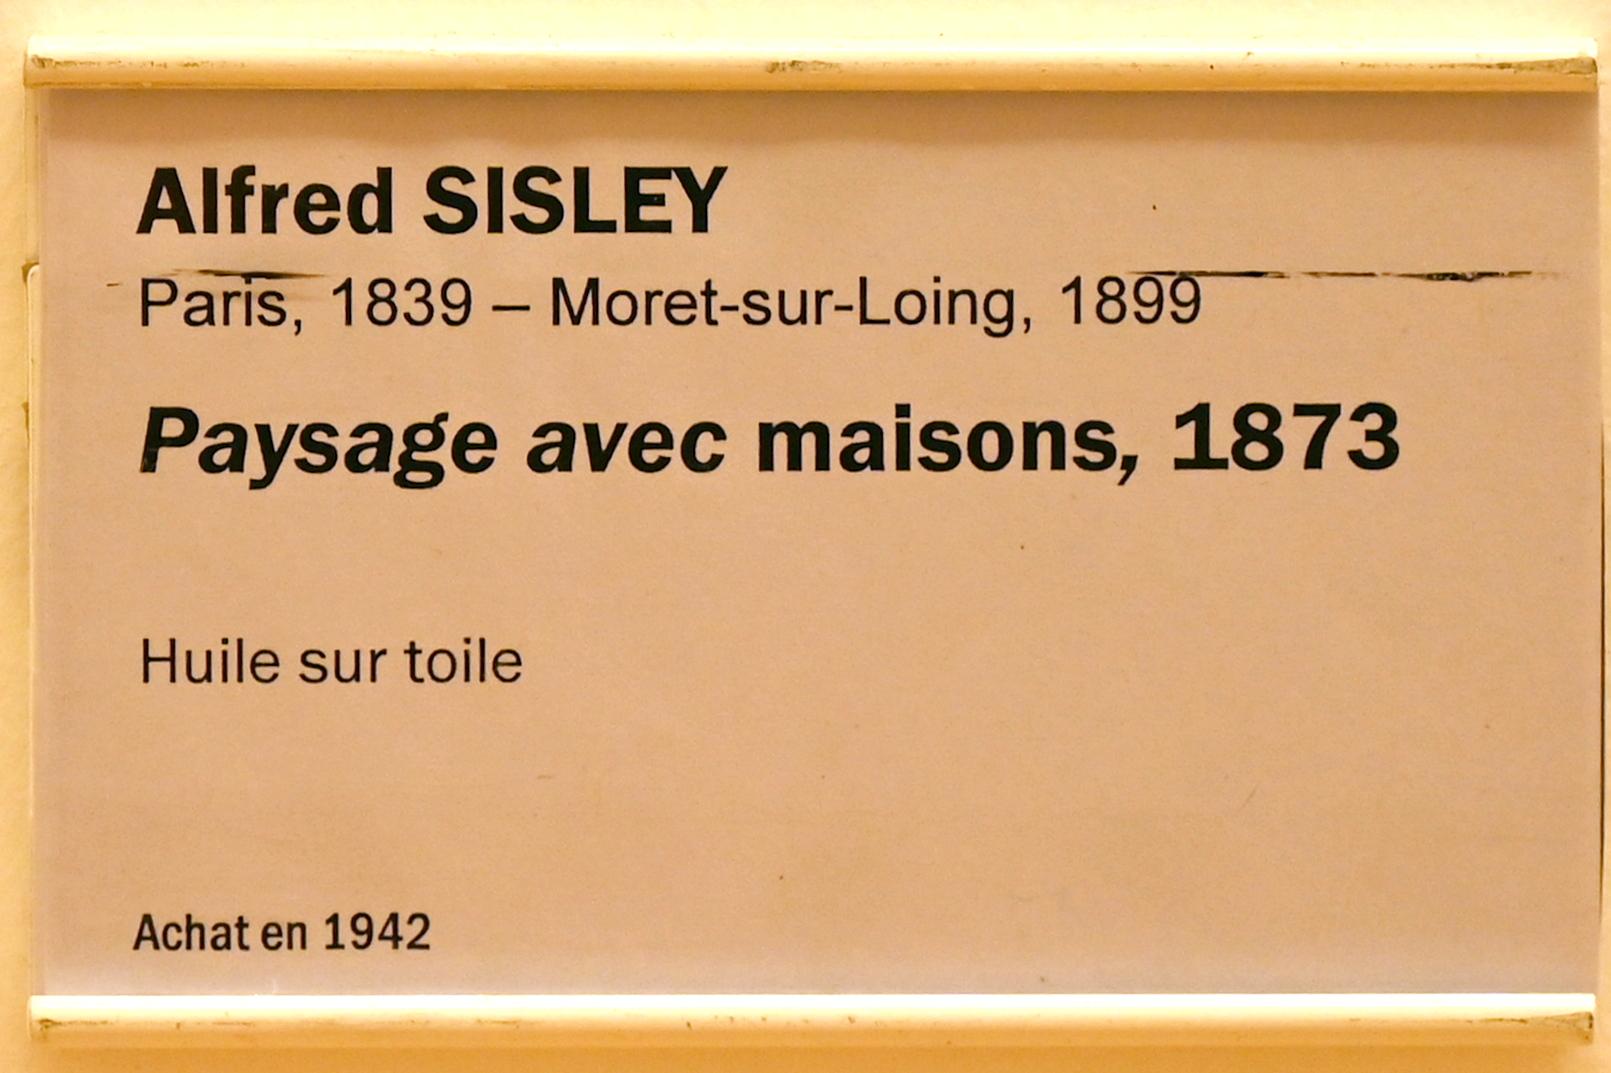 Alfred SISLEY
Paris, 1839 – Moret-sur-Loing, 1899
Paysage avec maisons, 1873
Huile sur toile
Achat en 1942